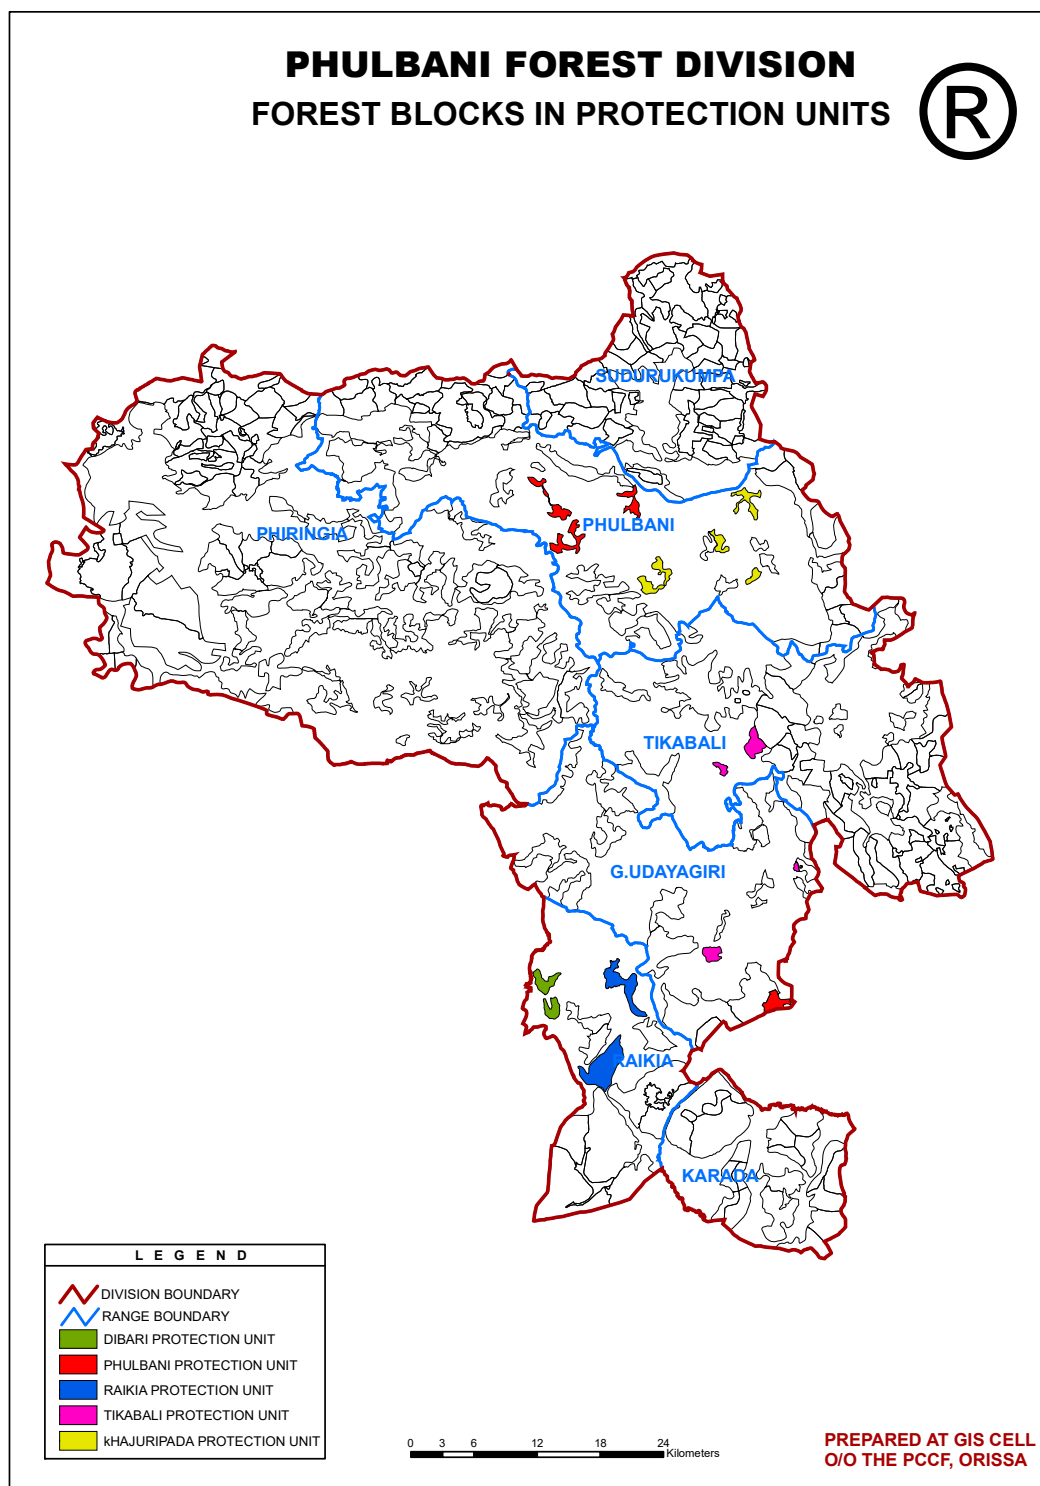 PHULBANI FOREST DIVISION
FOREST BLOCKS IN PROTECTION UNITS
®
SUDURUKUMPA
PHULBANI
PHIRINGIA
TIKABALI
G.UDAYAGIRI
RAIKIA
KARADA
L E G E N D
DIVISION BOUNDARY
RANGE BOUNDARY
DIBARI PROTECTION UNIT
PHULBANI PROTECTION UNIT
RAIKIA PROTECTION UNIT
TIKABALI PROTECTION UNIT
kHAJURIPADA PROTECTION UNIT
0 3 6 12 18 24
Kilometers
PREPARED AT GIS CELL
O/O THE PCCF, ORISSA